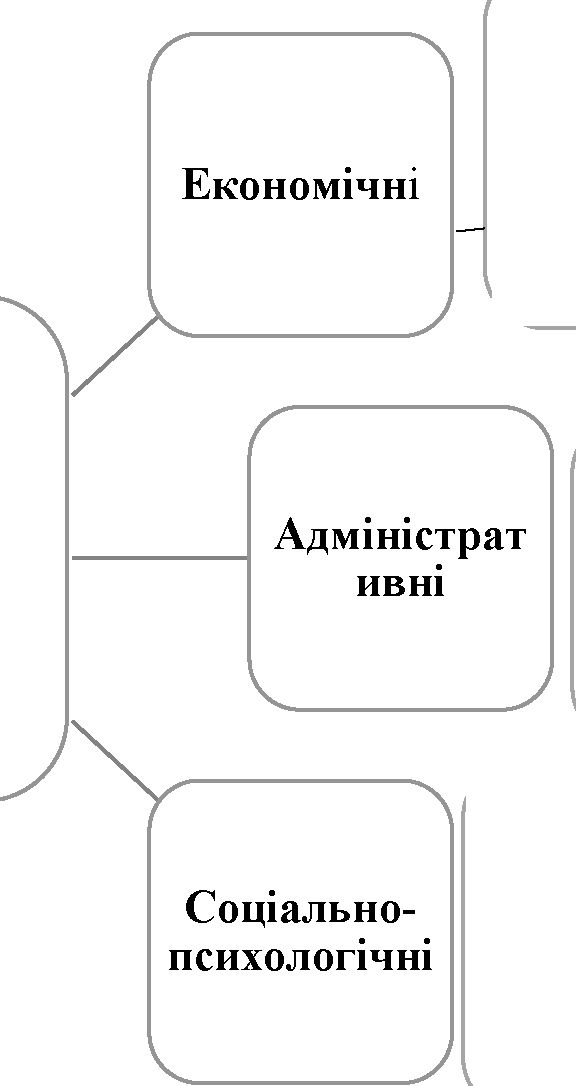 Економічні
Адміністрат
ивні
Соціально-
психологічні